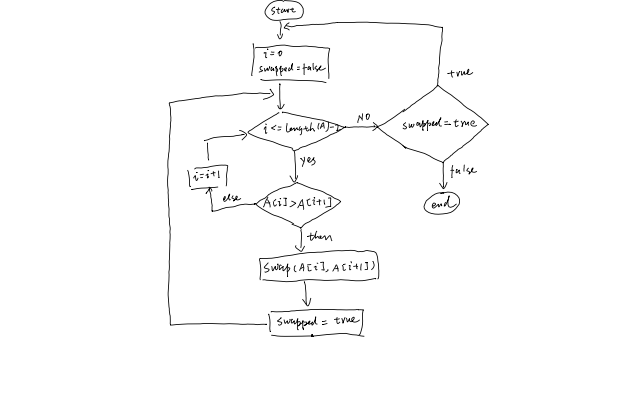 start
i=0
swapped=false
i <= length(A)-1
NO
true
swapped=true
yes
i=i+1
else
A[i]>A[i+1]
false
end
then
Swap(A[i], A[i+1])
swapped = true